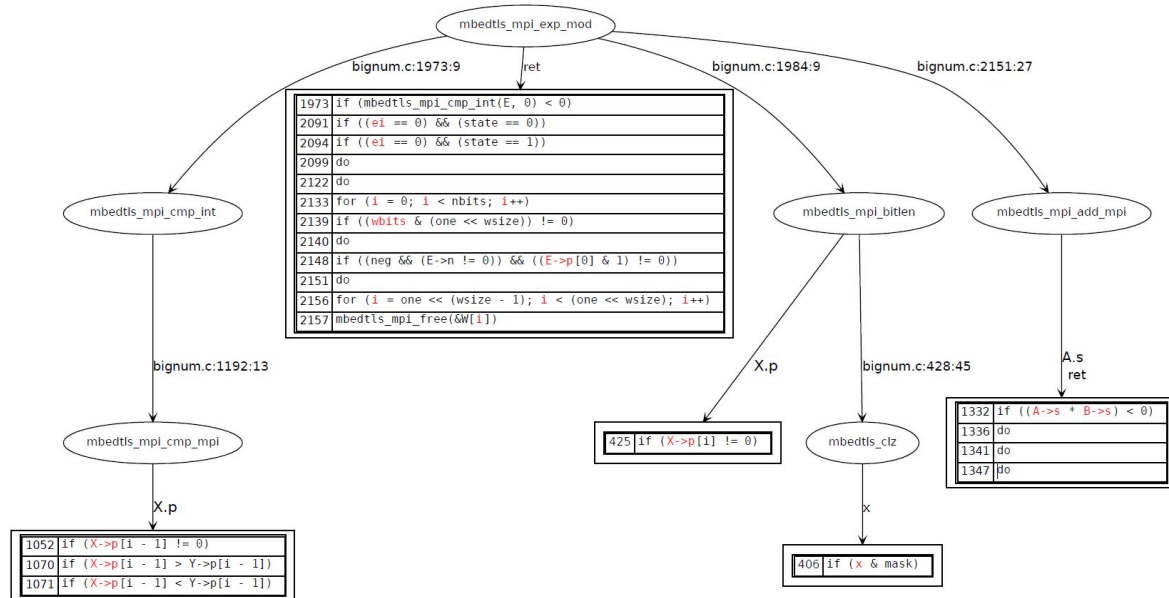 mbedtls_mpi_exp_mod
bignum.c:1973:9
ret
bignum.c:1984:9
bignum.c:2151:27
1973 if (mbedtls_mpi_cmp_int(E, 0) < 0)
2091 if ((ei == 0) && (state == 0))
2094 if ((ei == 0) && (state == 1))
2099 do
2122 do
2133 for (i = 0; i < nbits; i++)
2139 if ((wbits & (one << wsize)) != 0)
2140 do
2148 if ((neg && (E->n != 0)) && ((E->p[0] & 1) != 0))
2151 do
2156 for (i = one << (wsize - 1); i < (one << wsize); i++)
2157 mbedtls_mpi_free(&W[i])
mbedtls_mpi_cmp_int
mbedtls_mpi_bitlen
mbedtls_mpi_add_mpi
bignum.c:1192:13
X.p
bignum.c:428:45
A.s
ret
mbedtls_mpi_cmp_mpi
425 if (X->p[i] != 0)
mbedtls_clz
1332 if ((A->s * B->s) < 0)
1336 do
1341 do
1347 do
X.p
x
1052 if (X->p[i - 1] != 0)
1070 if (X->p[i - 1] > Y->p[i - 1])
1071 if (X->p[i - 1] < Y->p[i - 1])
406 if (x & mask)